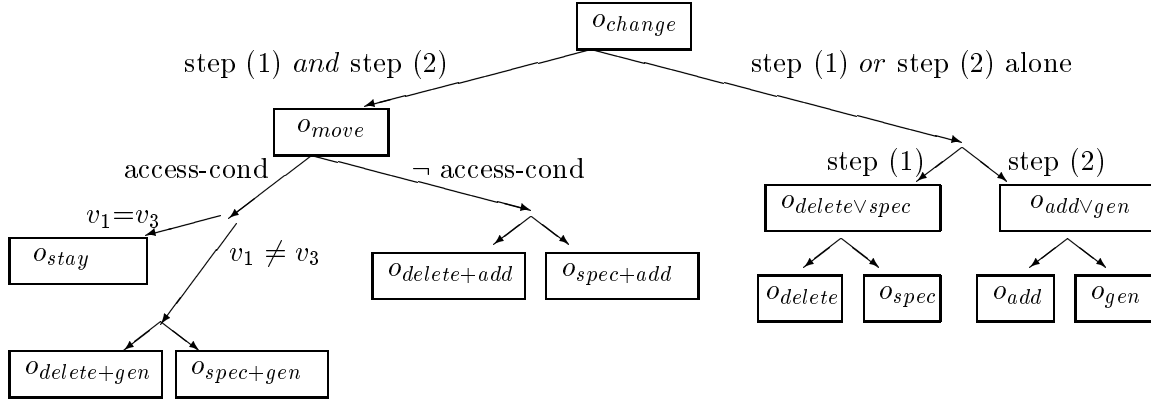 o_change
step (1) and step (2)
step (1) or step (2) alone
o_move
access-cond
¬ access-cond
step (1)
step (2)
v_1=v_3
o_delete∨spec
o_add∨gen
o_stay
v_1 ≠ v_3
o_delete+add
o_spec+add
o_delete
o_spec
o_add
o_gen
o_delete+gen
o_spec+gen